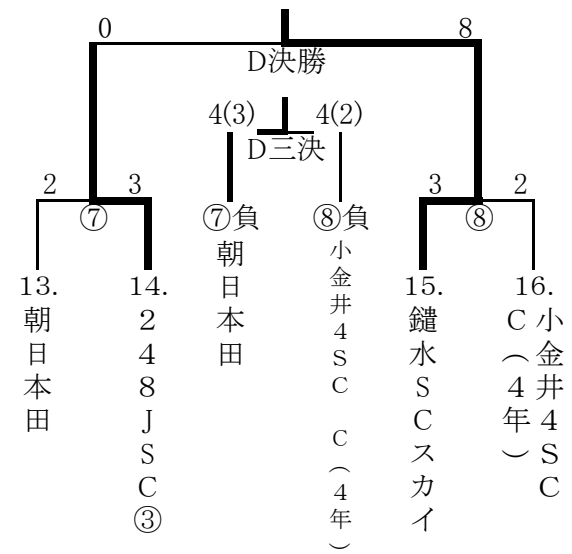 0
8
D決勝
4(3)
4(2)
D三決
2
3
3
2
⑦
⑦負
⑧負
⑧
朝日本田
小金井4SC C(4年)
13.
14.
15.
16.
朝日本田
248JSC③
鑓水SCスカイ
小金井4SC
C(4年)